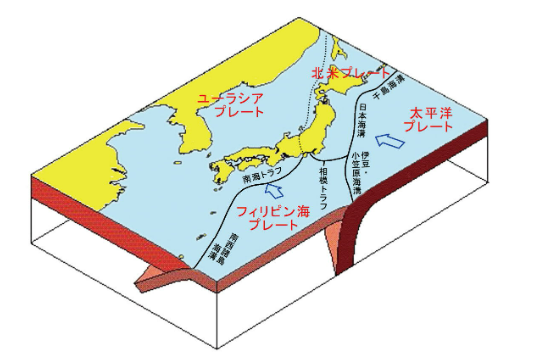 北米プレート
千島海溝
ユーラシア
プレート
日本海溝
太平洋
プレート
伊豆・
小笠原海溝
南海トラフ
相模トラフ
フィリピン海
プレート
南西諸島
海溝